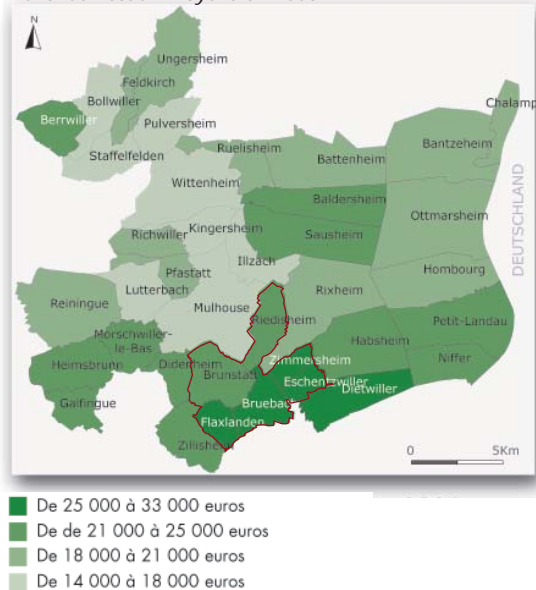 N
Ungersheim
Feldkirch
Bollwiller
Chalamp
Berrwiller
Pulversheim
Bantzeheim
Ruelisheim
Staffelfelden
Battenheim
DEUTSCHLAND
Wittenheim
Baldersheim
Ottmarsheim
Richwiller
Kingersheim
Sausheim
Illzach
Pfastatt
Hombourg
Lutterbach
Rixheim
Reiningue
Mulhouse
Riedisheim
Petit-Landau
Morschwiller-
le-Bas
Habsheim
Heimsbrunn
Didenheim
Zimmersheim
Niffer
Brunstatt
Eschentzwiller
Dietwiller
Galfingue
Bruebac
Flaxlanden
Zillisheim
0 5Km
De 25 000 à 33 000 euros
De de 21 000 à 25 000 euros
De 18 000 à 21 000 euros
De 14 000 à 18 000 euros